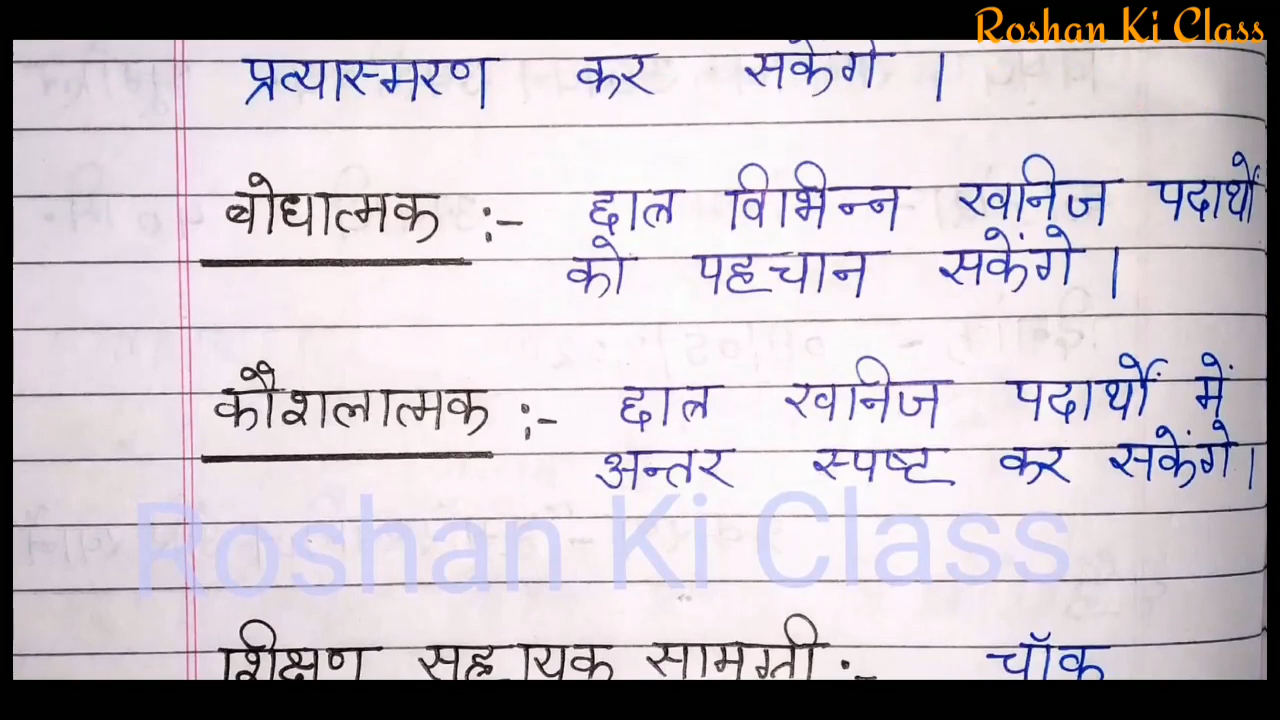 Roshan Ki Class
प्रत्यास्मरण कर सकेंगे ।
बोधात्मक :- छात्र विभिन्न खनिज पदार्थों
को पहचान सकेंगे ।
कौशलात्मक :- छात्र खनिज पदार्थों में
अन्तर स्पष्ट कर सकेंगे ।
Roshan Ki Class
शिक्षण सहायक सामग्री :- चॉक